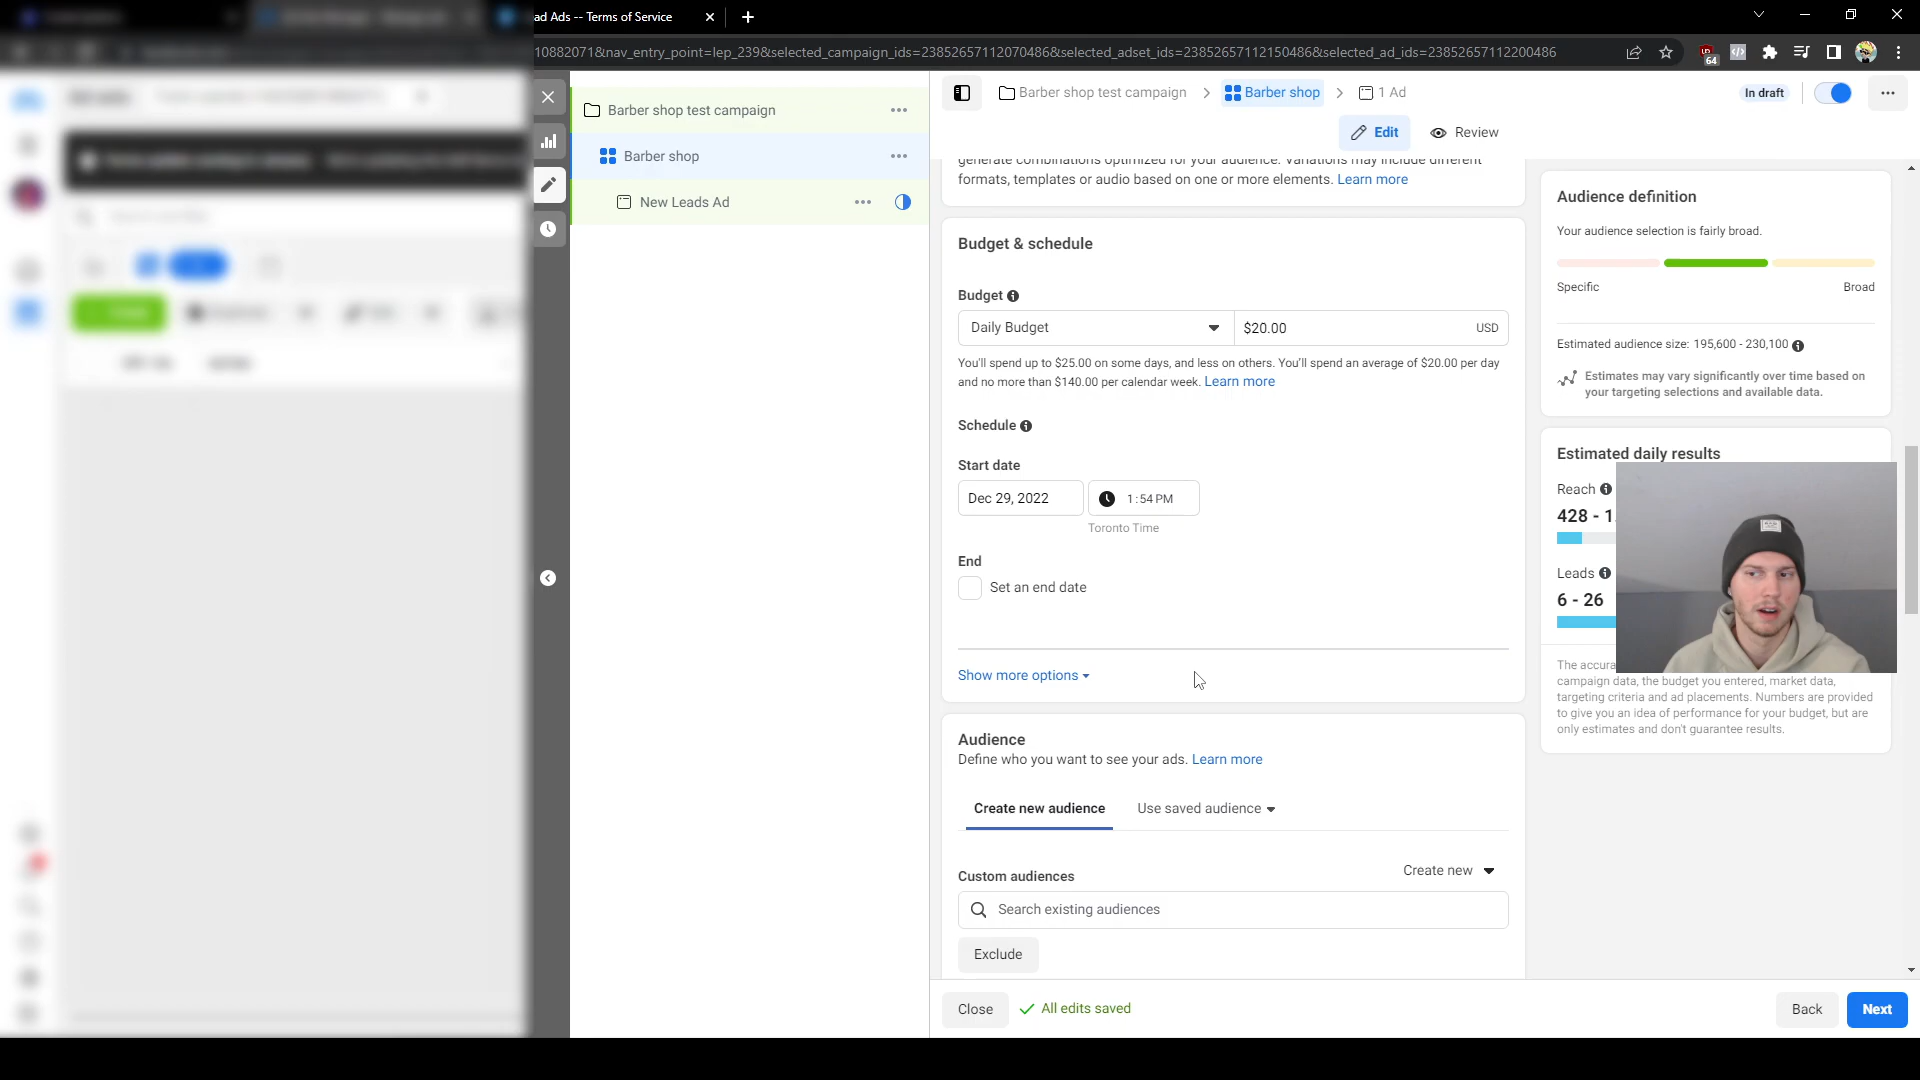 ad Ads -- Terms of Service
10882071&nav_entry_point=lep_239&selected_campaign_ids=23852657112070486&selected_adset_ids=23852657112150486&selected_ad_ids=23852657112200486
64
Barber shop test campaign
Barber shop
New Leads Ad
Barber shop test campaign
Barber shop
1 Ad
In draft
Edit
Review
generate combinations optimized for your audience. Variations may include different
formats, templates or audio based on one or more elements. Learn more
Budget & schedule
Budget
Daily Budget
$20.00
USD
You'll spend up to $25.00 on some days, and less on others. You'll spend an average of $20.00 per day
and no more than $140.00 per calendar week. Learn more
Schedule
Start date
Dec 29, 2022
1:54 PM
Toronto Time
End
Set an end date
Show more options
Audience
Define who you want to see your ads. Learn more
Create new audience
Use saved audience
Custom audiences
Create new
Search existing audiences
Exclude
Close
All edits saved
Back
Next
Audience definition
Your audience selection is fairly broad.
Specific
Broad
Estimated audience size: 195,600 - 230,100
Estimates may vary significantly over time based on
your targeting selections and available data.
Estimated daily results
Reach
428 - 1
Leads
6 - 26
The accura
campaign data, the budget you entered, market data,
targeting criteria and ad placements. Numbers are provided
to give you an idea of performance for your budget, but are
only estimates and don't guarantee results.